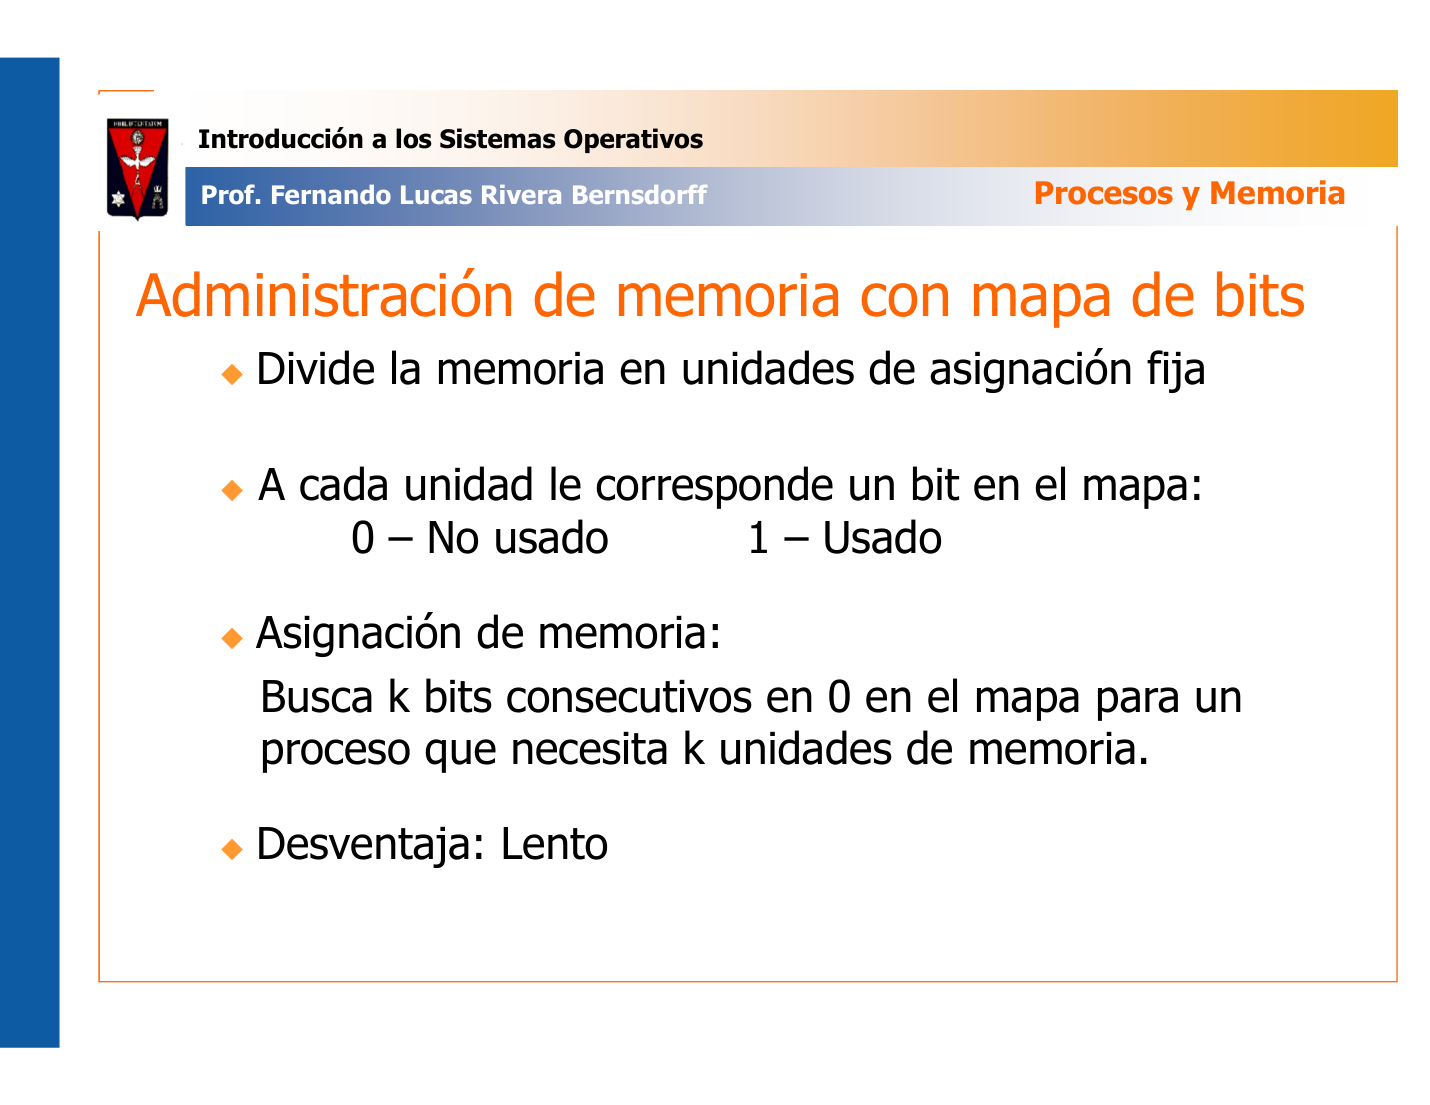 Introducción a los Sistemas Operativos
Prof. Fernando Lucas Rivera Bernsdorff
Procesos y Memoria
Administración de memoria con mapa de bits
Divide la memoria en unidades de asignación fija
A cada unidad le corresponde un bit en el mapa:
0 – No usado 1 – Usado
Asignación de memoria:
Busca k bits consecutivos en 0 en el mapa para un
proceso que necesita k unidades de memoria.
Desventaja: Lento